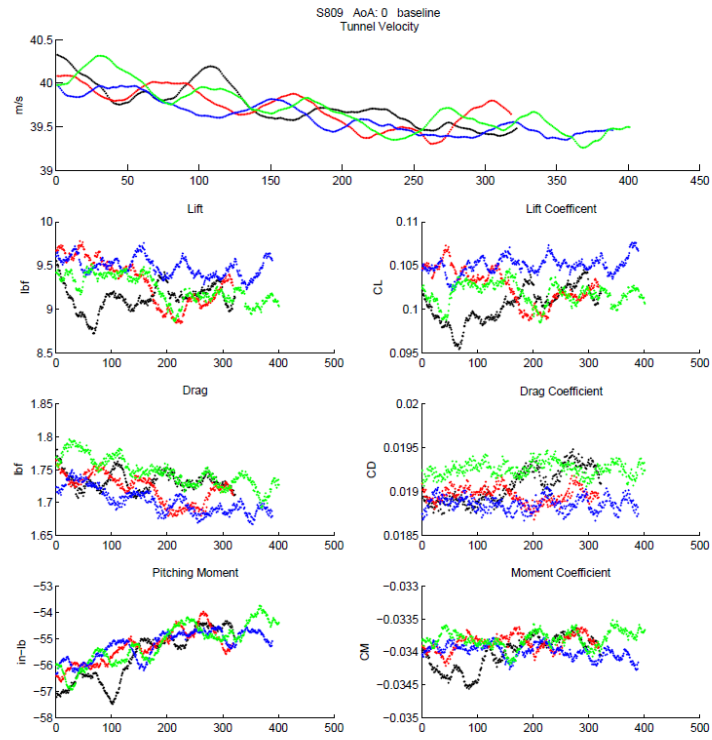 S809 AoA: 0 baseline
Tunnel Velocity
40.5
40
39.5
39
m/s
0 50 100 150 200 250 300 350 400 450
Lift
10
9.5
9
8.5
lbf
0 100 200 300 400 500
Lift Coefficent
0.11
0.105
0.1
0.095
CL
0 100 200 300 400 500
Drag
1.85
1.8
1.75
1.7
1.65
lbf
0 100 200 300 400 500
Drag Coefficient
0.02
0.0195
0.019
0.0185
CD
0 100 200 300 400 500
Pitching Moment
−53
−54
−55
−56
−57
−58
in−lb
0 100 200 300 400 500
Moment Coefficient
−0.033
−0.0335
−0.034
−0.0345
−0.035
CM
0 100 200 300 400 500